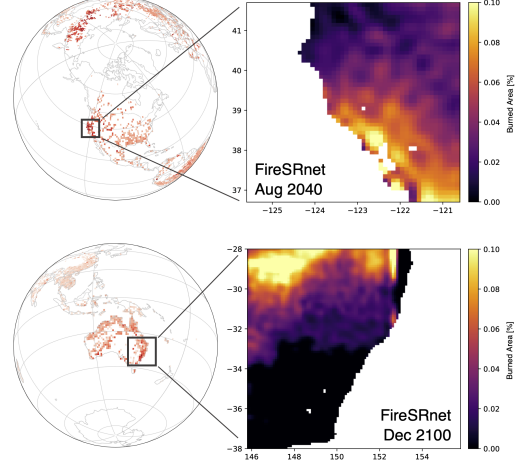 0.10
41
0.08
40
0.06
39
0.04
38
0.02
37
0.00
Burned Area [%]
FireSRnet
Aug 2040
−125 −124 −123 −122 −121
−28
−30
−32
−34
−36
−38
0.10
0.08
0.06
0.04
0.02
0.00
Burned Area [%]
FireSRnet
Dec 2100
146 148 150 152 154